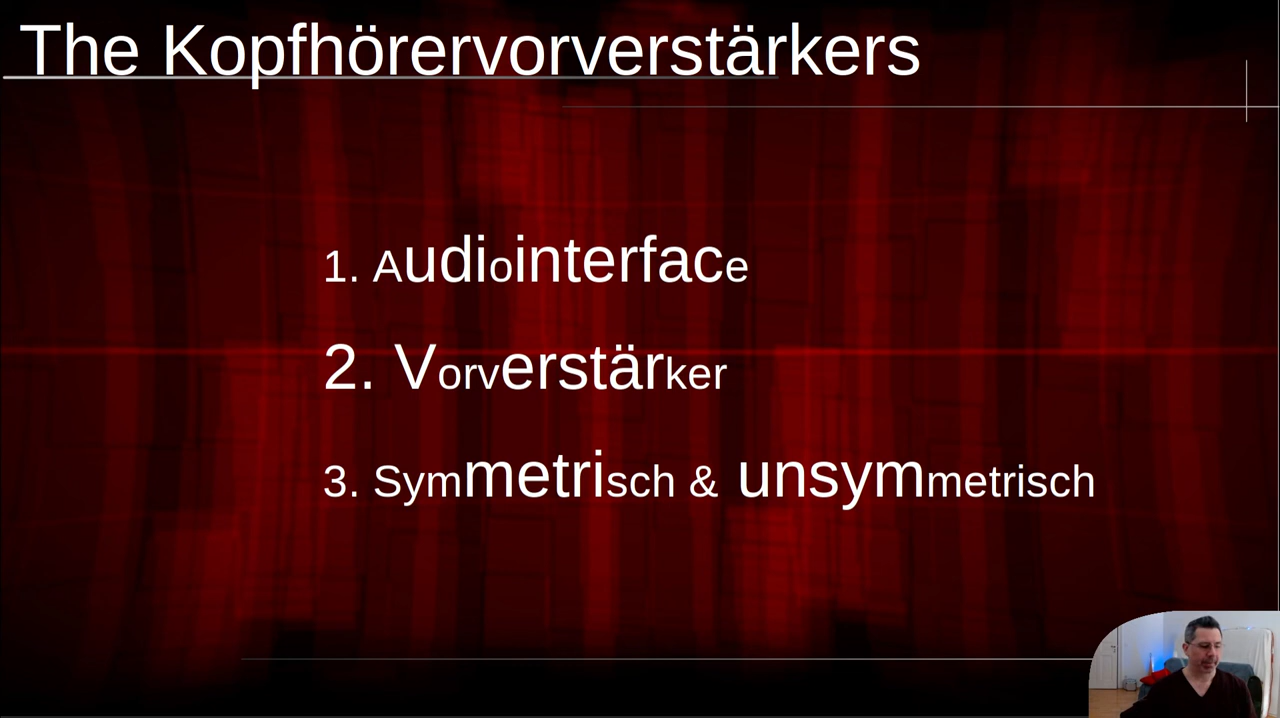 The Kopfhörervorverstärkers
1. Audiointerface
2. Vorverstärker
3. Symmetrisch & unsymmetrisch